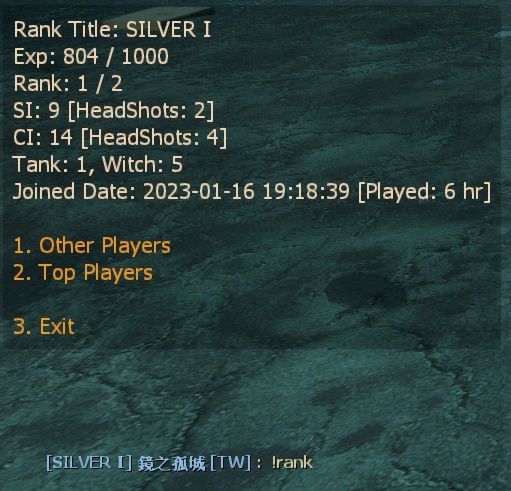 Rank Title: SILVER I
Exp: 804 / 1000
Rank: 1 / 2
SI: 9 [HeadShots: 2]
CI: 14 [HeadShots: 4]
Tank: 1, Witch: 5
Joined Date: 2023-01-16 19:18:39 [Played: 6 hr]
1. Other Players
2. Top Players
3. Exit
[SILVER I] 鏡之孤城 [TW] : !rank